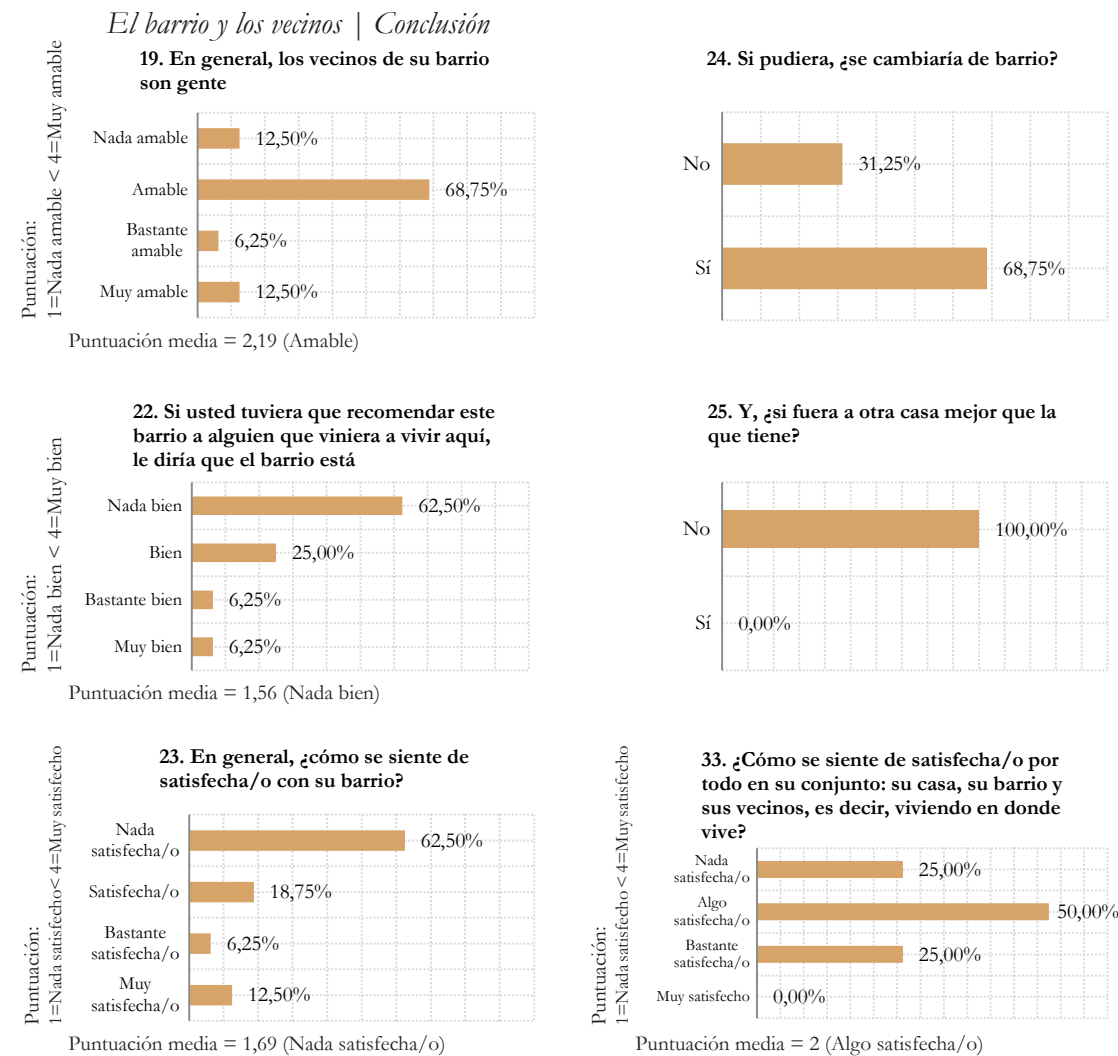 El barrio y los vecinos | Conclusión
Puntuación:
1=Nada amable < 4=Muy amable
19. En general, los vecinos de su barrio
son gente
Nada amable
12,50%
Amable
68,75%
Bastante
amable
6,25%
Muy amable
12,50%
Puntuación media = 2,19 (Amable)
24. Si pudiera, ¿se cambiaría de barrio?
No
31,25%
Sí
68,75%
Puntuación:
1=Nada bien < 4=Muy bien
22. Si usted tuviera que recomendar este
barrio a alguien que viniera a vivir aquí,
le diría que el barrio está
Nada bien
62,50%
Bien
25,00%
Bastante bien
6,25%
Muy bien
6,25%
Puntuación media = 1,56 (Nada bien)
25. Y, ¿si fuera a otra casa mejor que la
que tiene?
No
100,00%
Sí
0,00%
Puntuación:
1=Nada satisfecho< 4=Muy satisfecho
23. En general, ¿cómo se siente de
satisfecha/o con su barrio?
Nada
satisfecha/o
62,50%
Satisfecha/o
18,75%
Bastante
satisfecha/o
6,25%
Muy
satisfecha/o
12,50%
Puntuación media = 1,69 (Nada satisfecha/o)
Puntuación:
1=Nada satisfecho < 4=Muy satisfecho
33. ¿Cómo se siente de satisfecha/o por
todo en su conjunto: su casa, su barrio y
sus vecinos, es decir, viviendo en donde
vive?
Nada
satisfecha/o
25,00%
Algo
satisfecha/o
50,00%
Bastante
satisfecha/o
25,00%
Muy satisfecho
0,00%
Puntuación media = 2 (Algo satisfecha/o)